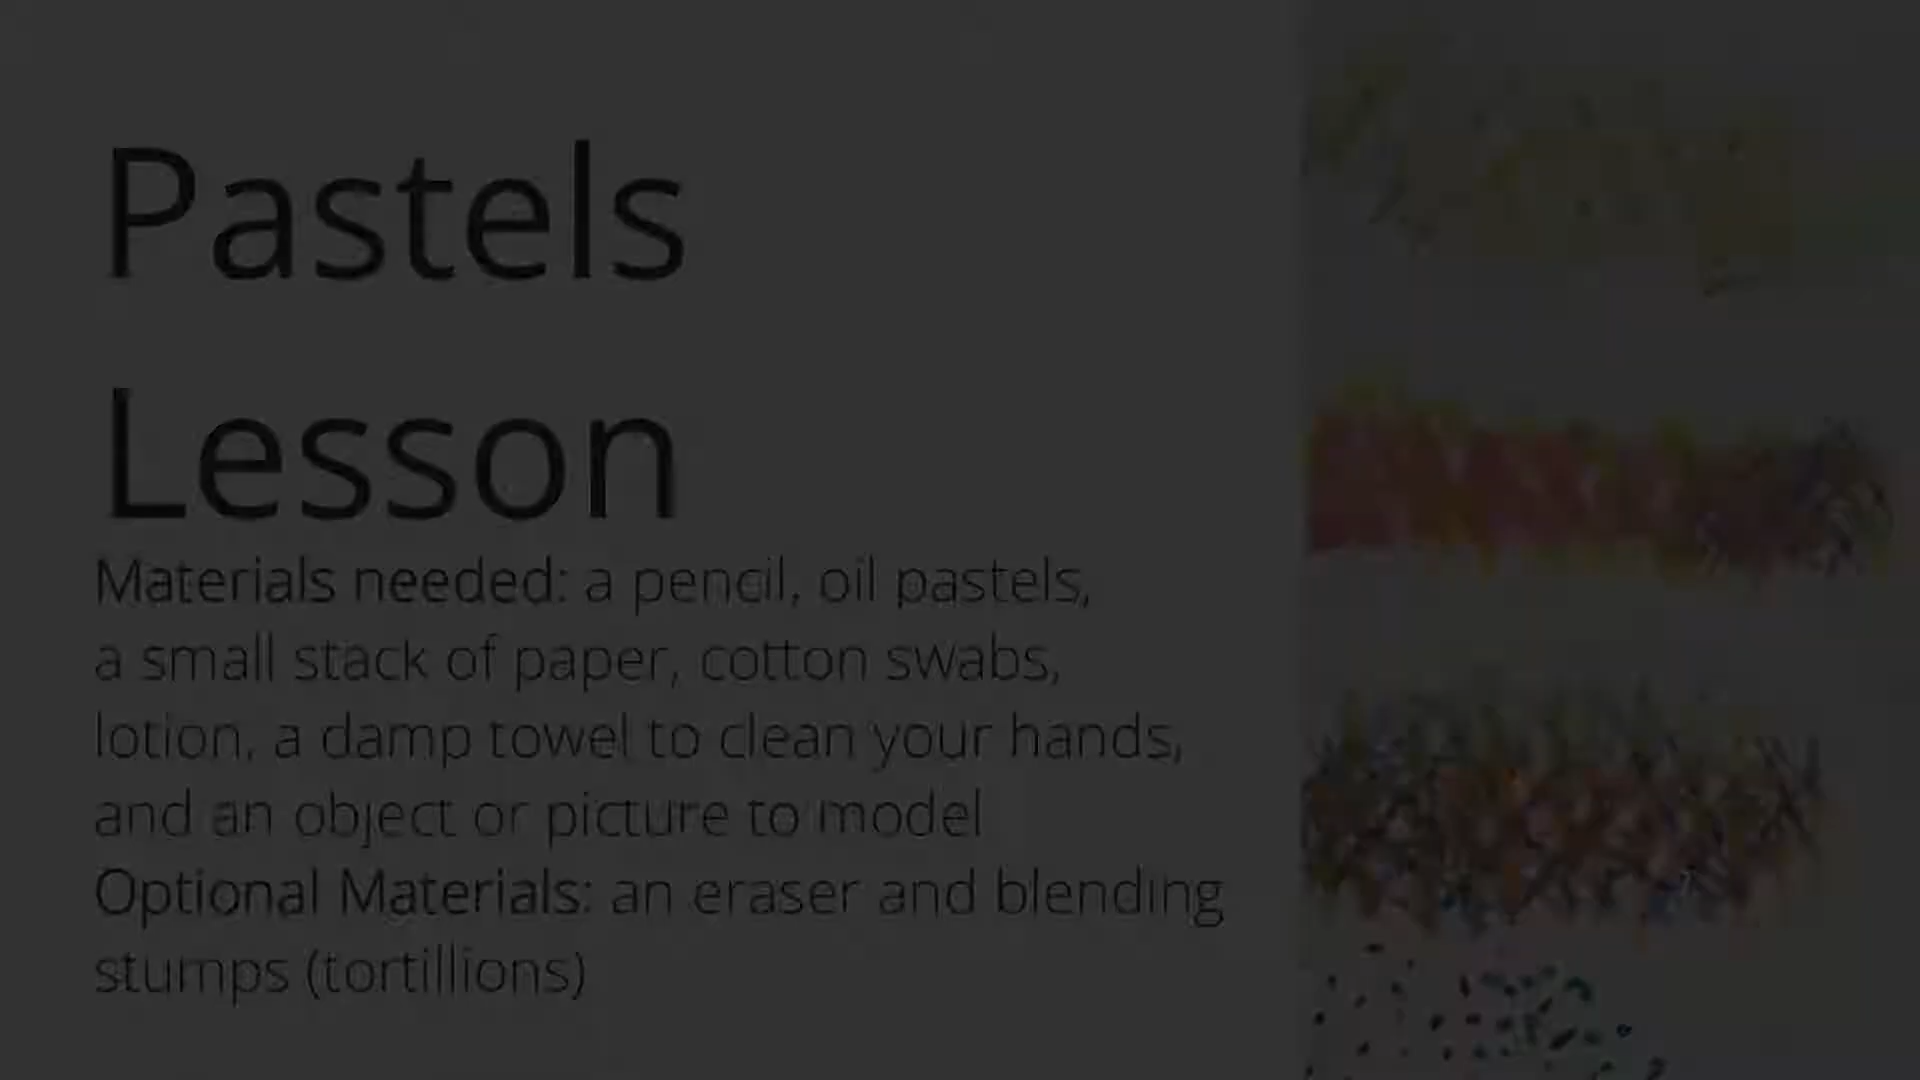 Pastels
Lesson
Materials needed: a pencil, oil pastels,
a small stack of paper, cotton swabs,
lotion, a damp towel to clean your hands,
and an object or picture to model
Optional Materials: an eraser and blending
stumps (tortillions)